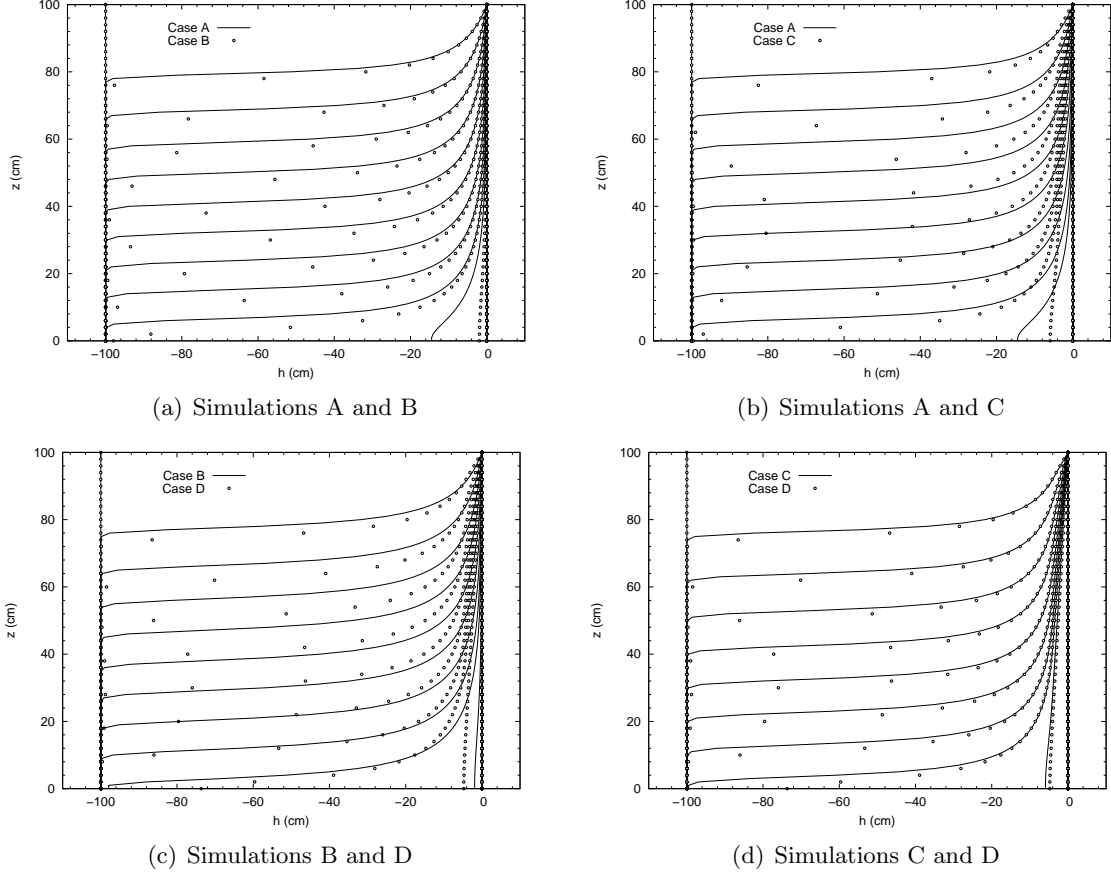 100
80
60
40
20
0
z (cm)
Case A
Case B
−100 −80 −60 −40 −20 0
h (cm)
(a) Simulations A and B
100
80
60
40
20
0
z (cm)
Case A
Case C
−100 −80 −60 −40 −20 0
h (cm)
(b) Simulations A and C
100
80
60
40
20
0
z (cm)
Case B
Case D
−100 −80 −60 −40 −20 0
h (cm)
(c) Simulations B and D
100
80
60
40
20
0
z (cm)
Case C
Case D
−100 −80 −60 −40 −20 0
h (cm)
(d) Simulations C and D